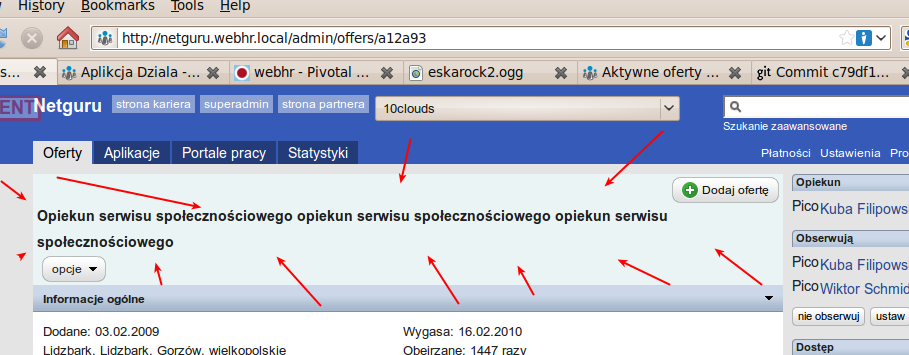 History Bookmarks Tools Help
http://netguru.webhr.local/admin/offers/a12a93
s... Aplikcja Dziala -... webhr - Pivotal ... eskarock2.ogg Aktywne oferty ... git Commit c79df1...
ENT Netguru strona kariera superadmin strona partnera 10clouds
Szukanie zaawansowane
Oferty Aplikacje Portale pracy Statystyki Płatności Ustawienia Pro
Dodaj ofertę
Opiekun serwisu społecznościowego opiekun serwisu społecznościowego opiekun serwisu
społecznościowego
opcje
Informacje ogólne
Dodane: 03.02.2009 Wygasa: 16.02.2010
Lidzbark, Lidzbark, Gorzów, wielkopolskie Obejrzane: 1447 razy
Opiekun
Pico Kuba Filipows
Obserwują
Pico Kuba Filipows
Pico Wiktor Schmid
nie obserwuj ustaw
Dostęp